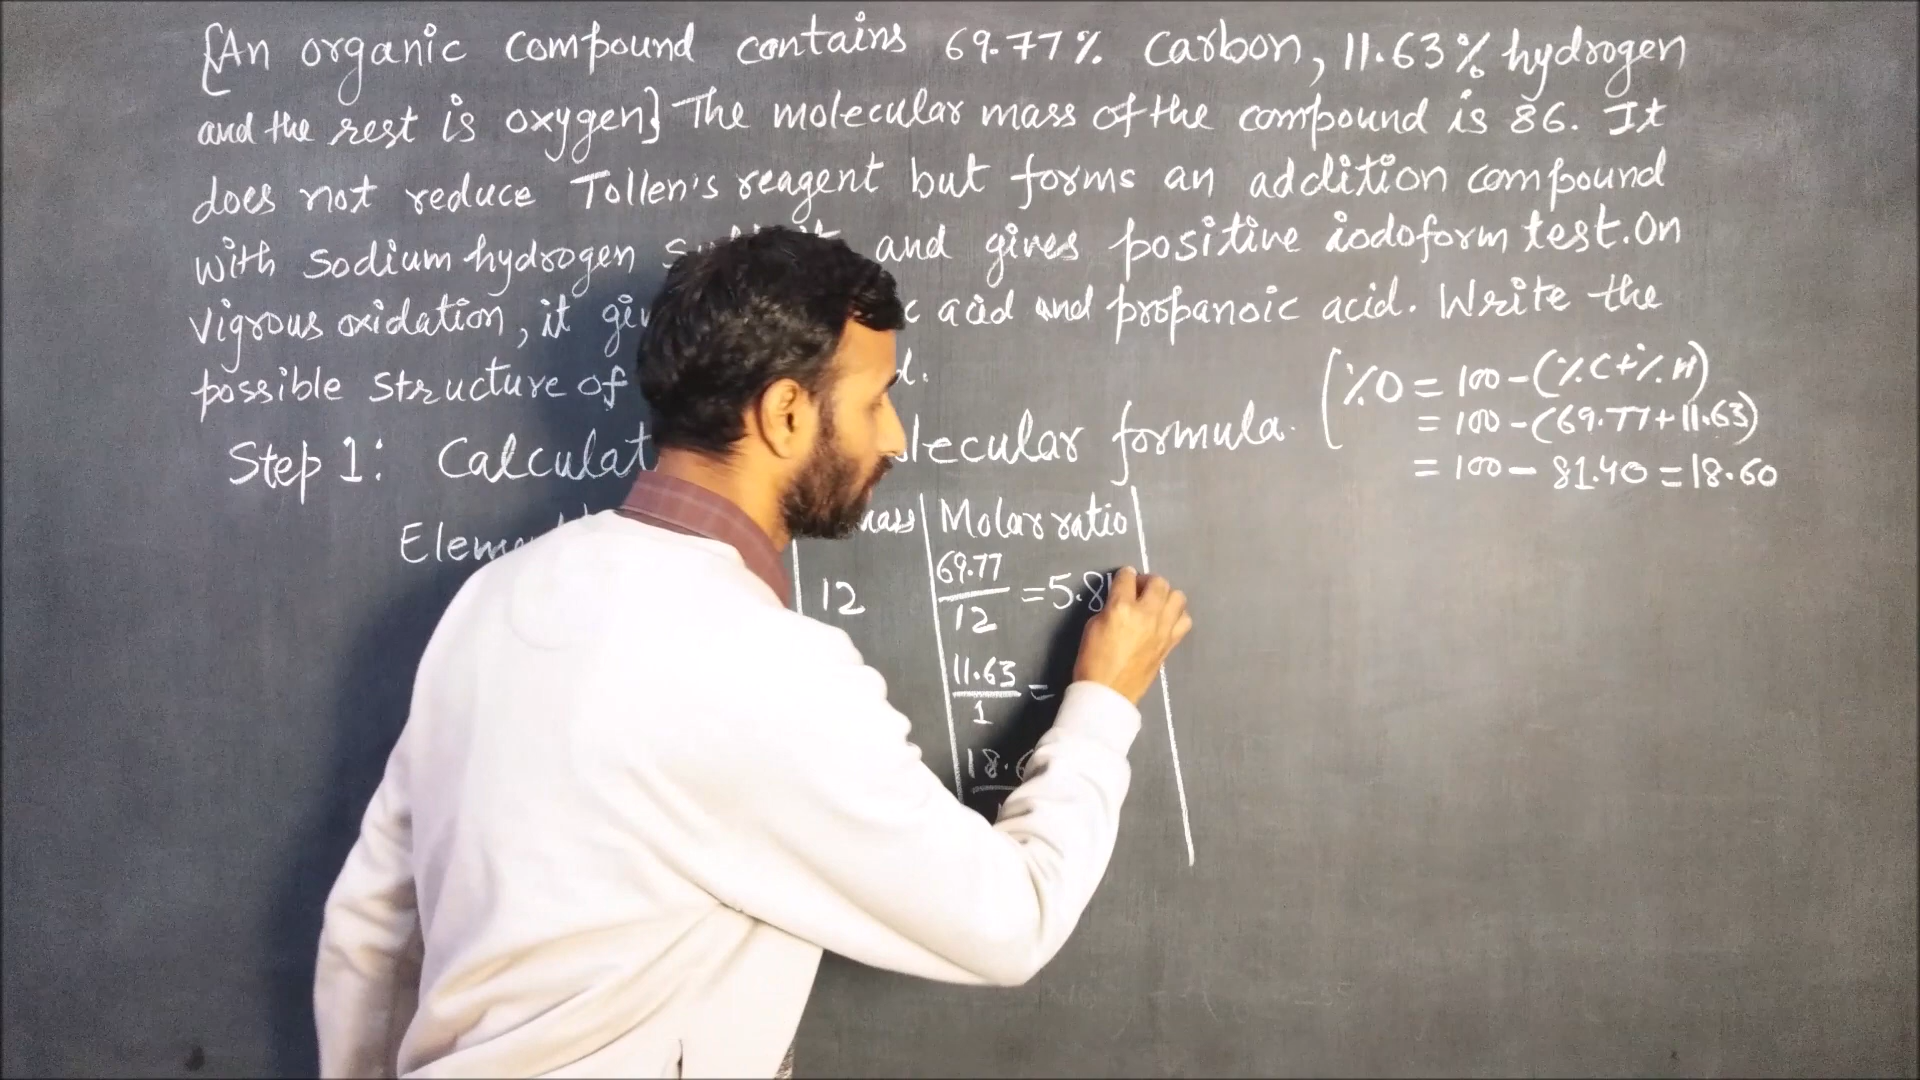 [An organic compound contains 69.77% carbon, 11.63% hydrogen
and the rest is oxygen] The molecular mass of the compound is 86. It
does not reduce Tollen's reagent but forms an addition compound
with sodium hydrogen and gives positive iodoform test. On
vigrous oxidation, it acid and propanoic acid. Write the
possible structure of
(%O = 100 - (%C + %H)
= 100 - (69.77 + 11.63)
= 100 - 81.40 = 18.60
Step 1: formula.
mass Molar ratio
12 69.77/12 = 5.81
11.63/1 =